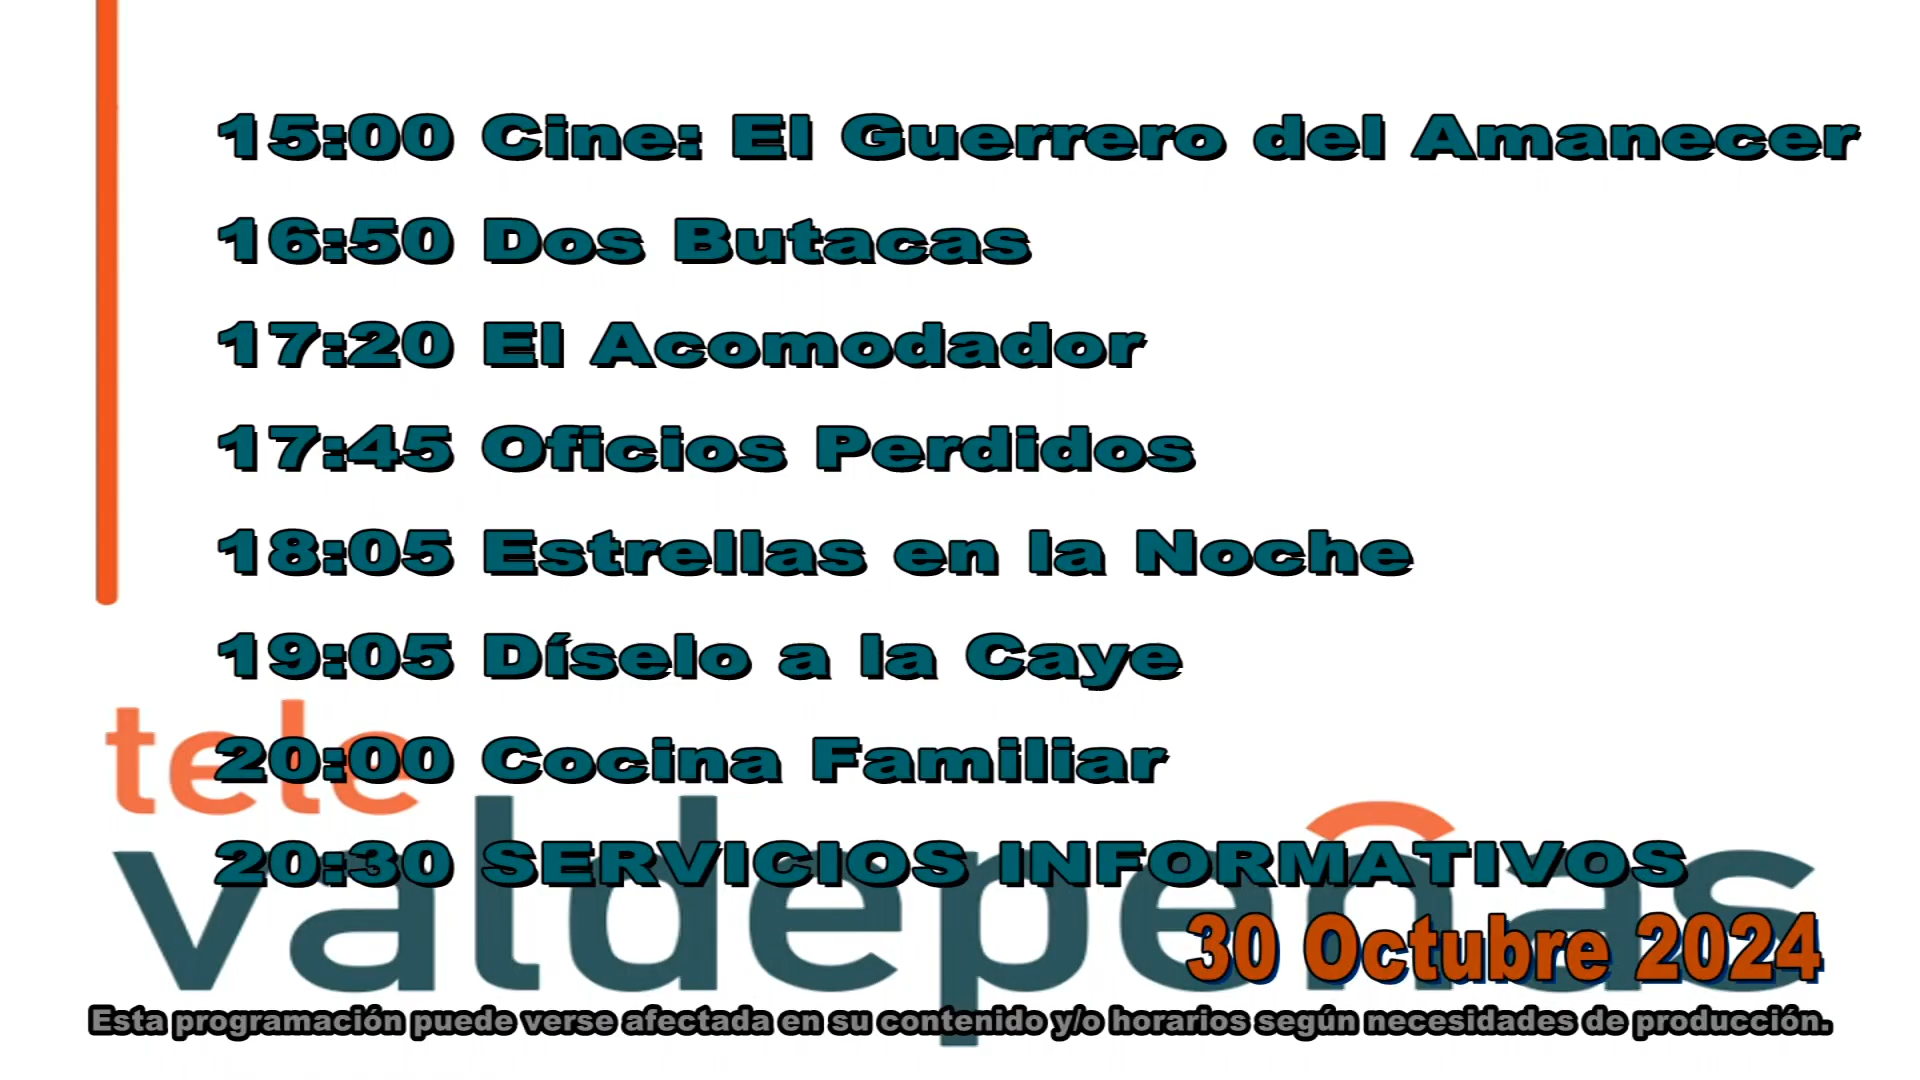 15:00 Cine: El Guerrero del Amanecer
16:50 Dos Butacas
17:20 El Acomodador
17:45 Oficios Perdidos
18:05 Estrellas en la Noche
19:05 Díselo a la Caye
tele
20:00 Cocina Familiar
valdepeñas
20:30 SERVICIOS INFORMATIVOS
30 Octubre 2024
Esta programación puede verse afectada en su contenido y/o horarios según necesidades de producción.